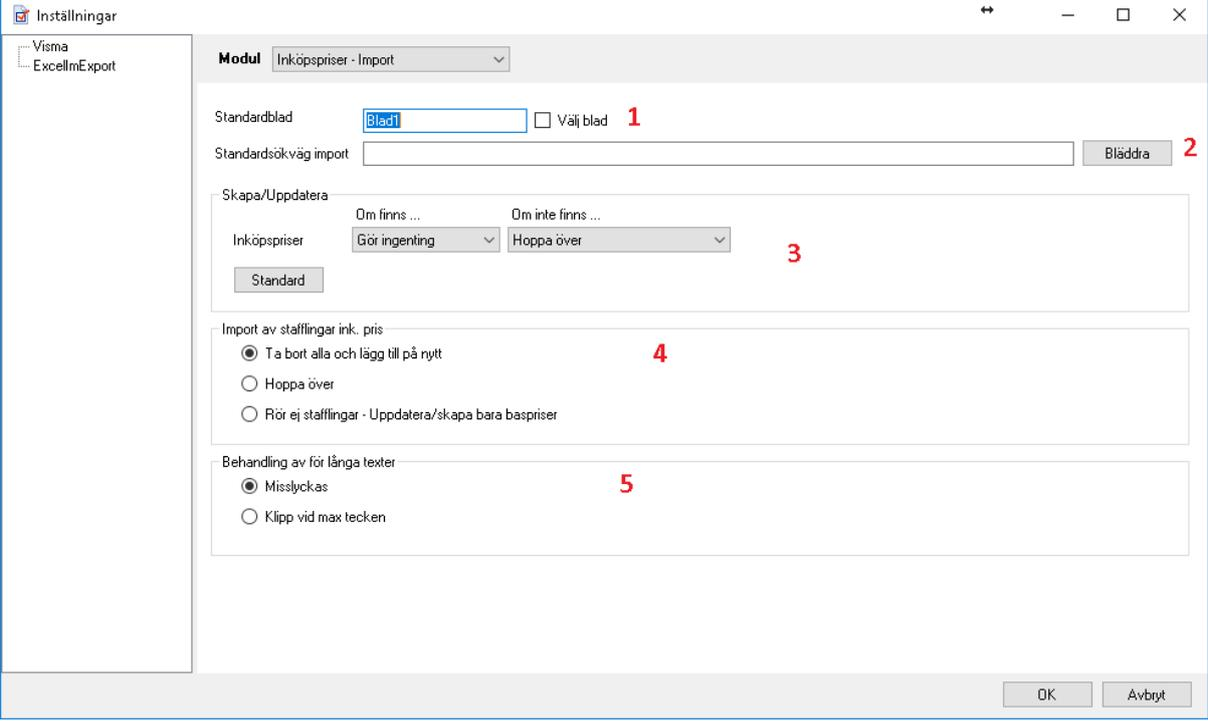 Inställningar
Visma
ExcelImExport
Modul Inköpspriser - Import
Standardblad Blad1 Välj blad 1
Standardsökväg import Bläddra 2
Skapa/Uppdatera
Om finns ... Om inte finns ...
Inköpspriser Gör ingenting Hoppa över 3
Standard
Import av stafflingar ink. pris
Ta bort alla och lägg till på nytt 4
Hoppa över
Rör ej stafflingar - Uppdatera/skapa bara baspriser
Behandling av för långa texter
Misslyckas 5
Klipp vid max tecken
OK Avbryt